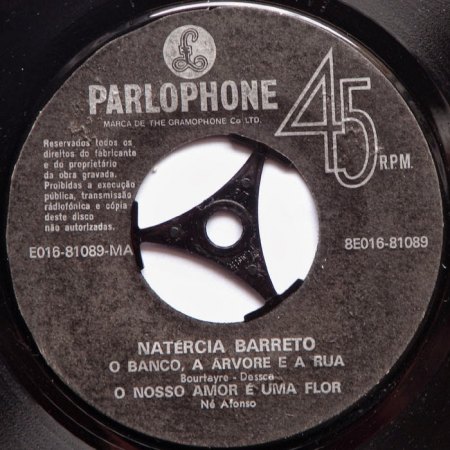 £
PARLOPHONE
MARCA DE THE GRAMOPHONE Co LTD.
45
R.P.M.
Reservados todos os
direitos do fabricante
e do proprietário
da obra gravada.
Proibidas a execução
pública, transmissão
rádiofónica e cópia
deste disco
não autorizadas.
E016-81089-MA
8E016-81089
NATÉRCIA BARRETO
O BANCO, A ÁRVORE E A RUA
Bourtayre - Dessca
O NOSSO AMOR É UMA FLOR
Né Afonso